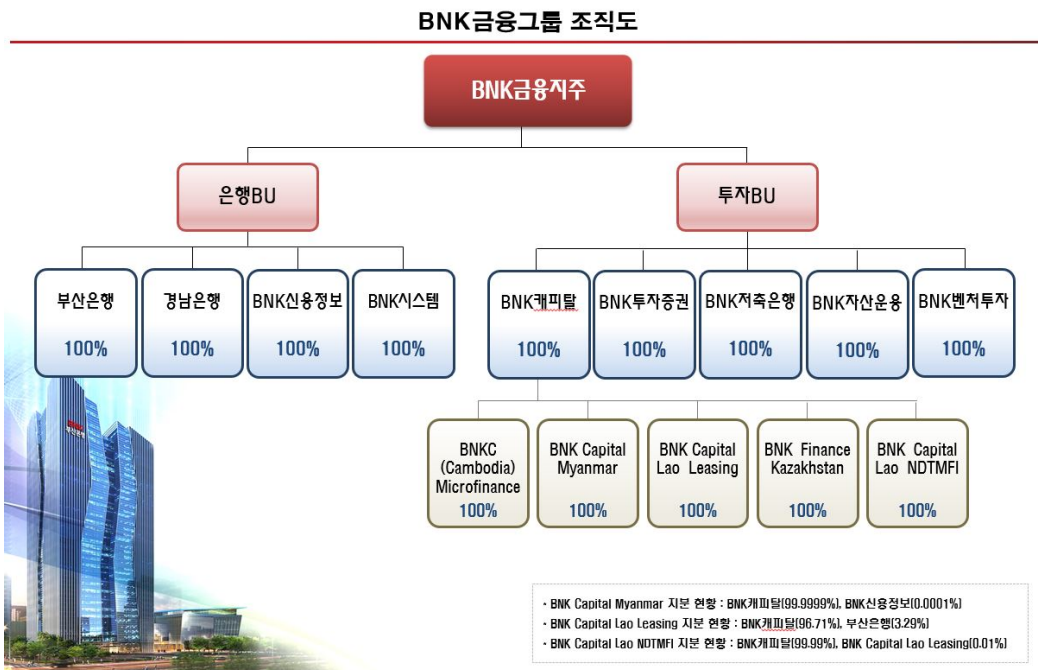 BNK금융그룹 조직도
BNK금융지주
은행BU
투자BU
부산은행
100%
경남은행
100%
BNK신용정보
100%
BNK시스템
100%
BNK캐피탈
100%
BNK투자증권
100%
BNK저축은행
100%
BNK자산운용
100%
BNK벤처투자
100%
BNKC
(Cambodia)
Microfinance
100%
BNK Capital
Myanmar
100%
BNK Capital
Lao Leasing
100%
BNK Finance
Kazakhstan
100%
BNK Capital
Lao NDTMFI
100%
부산은행
· BNK Capital Myanmar 지분 현황 : BNK캐피탈(99.9999%), BNK신용정보(0.0001%)
· BNK Capital Lao Leasing 지분 현황 : BNK캐피탈(96.71%), 부산은행(3.29%)
· BNK Capital Lao NDTMFI 지분 현황 : BNK캐피탈(99.99%), BNK Capital Lao Leasing(0.01%)